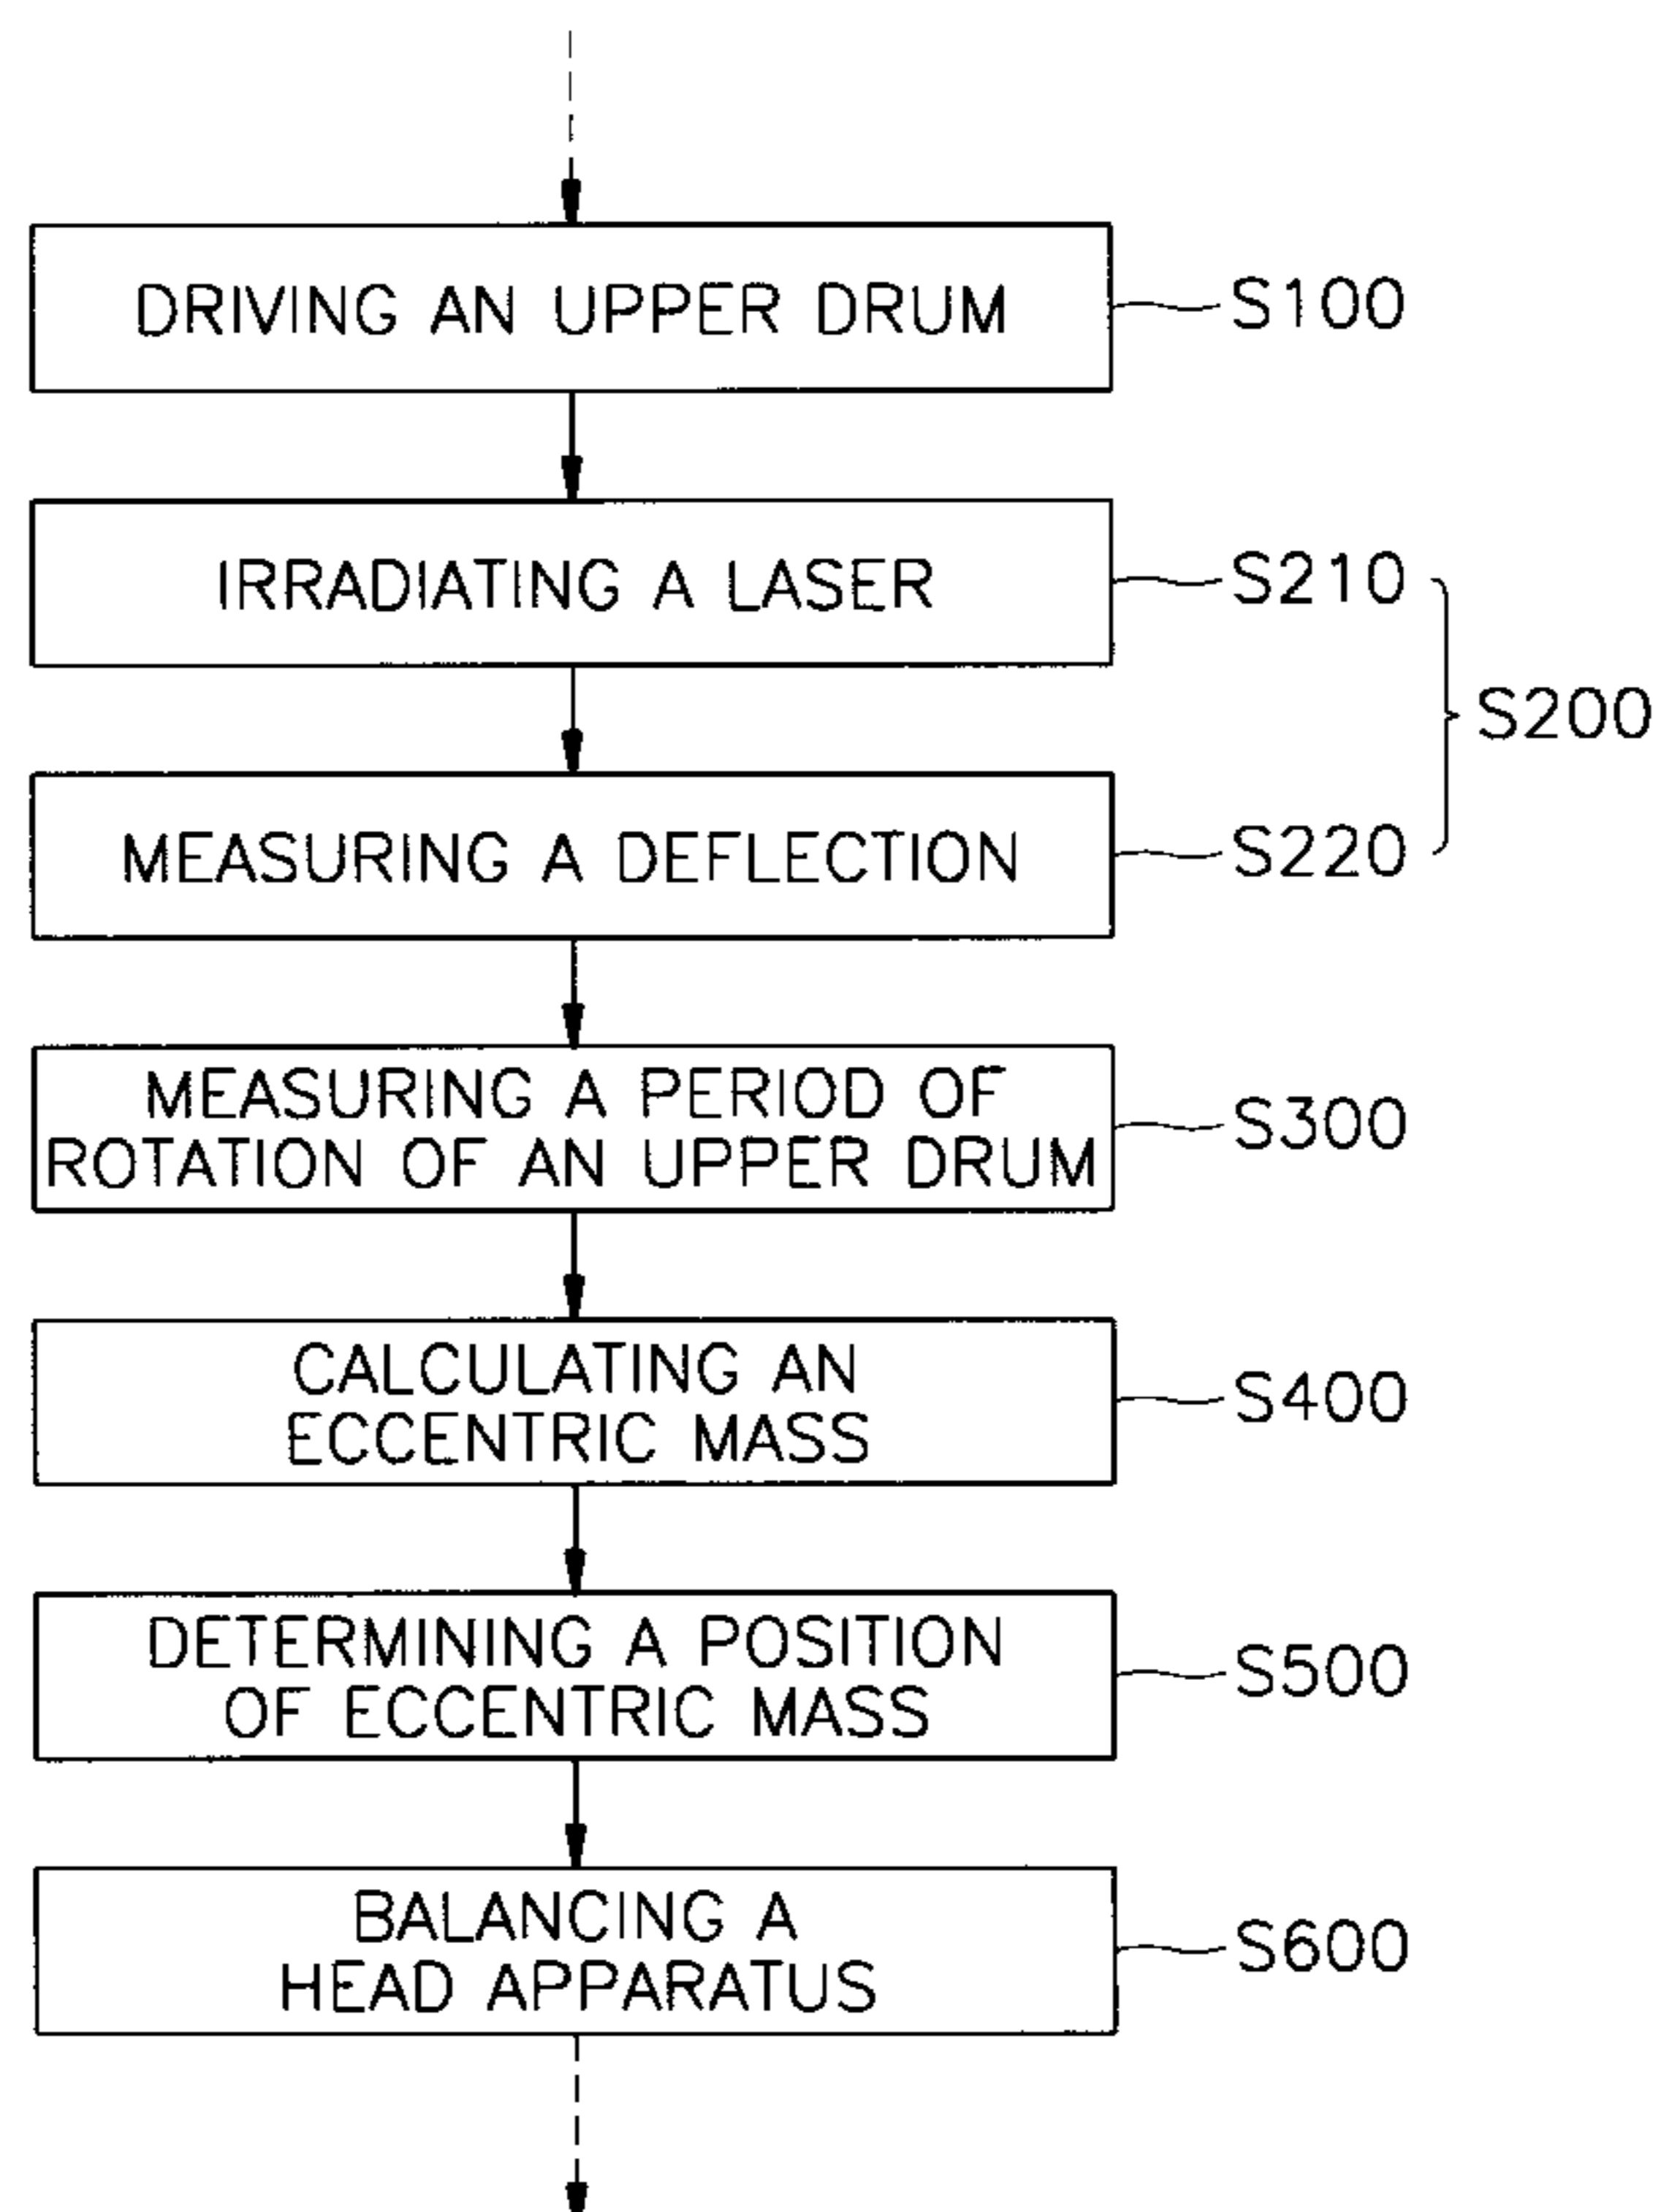 DRIVING AN UPPER DRUM
S100
IRRADIATING A LASER
S210
S200
MEASURING A DEFLECTION
S220
MEASURING A PERIOD OF
ROTATION OF AN UPPER DRUM
S300
CALCULATING AN
ECCENTRIC MASS
S400
DETERMINING A POSITION
OF ECCENTRIC MASS
S500
BALANCING A
HEAD APPARATUS
S600